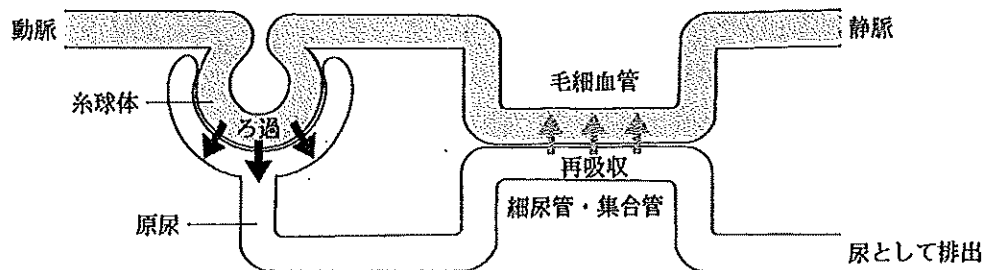 動脈
静脈
毛細血管
糸球体
ろ過
再吸収
細尿管・集合管
原尿
尿として排出